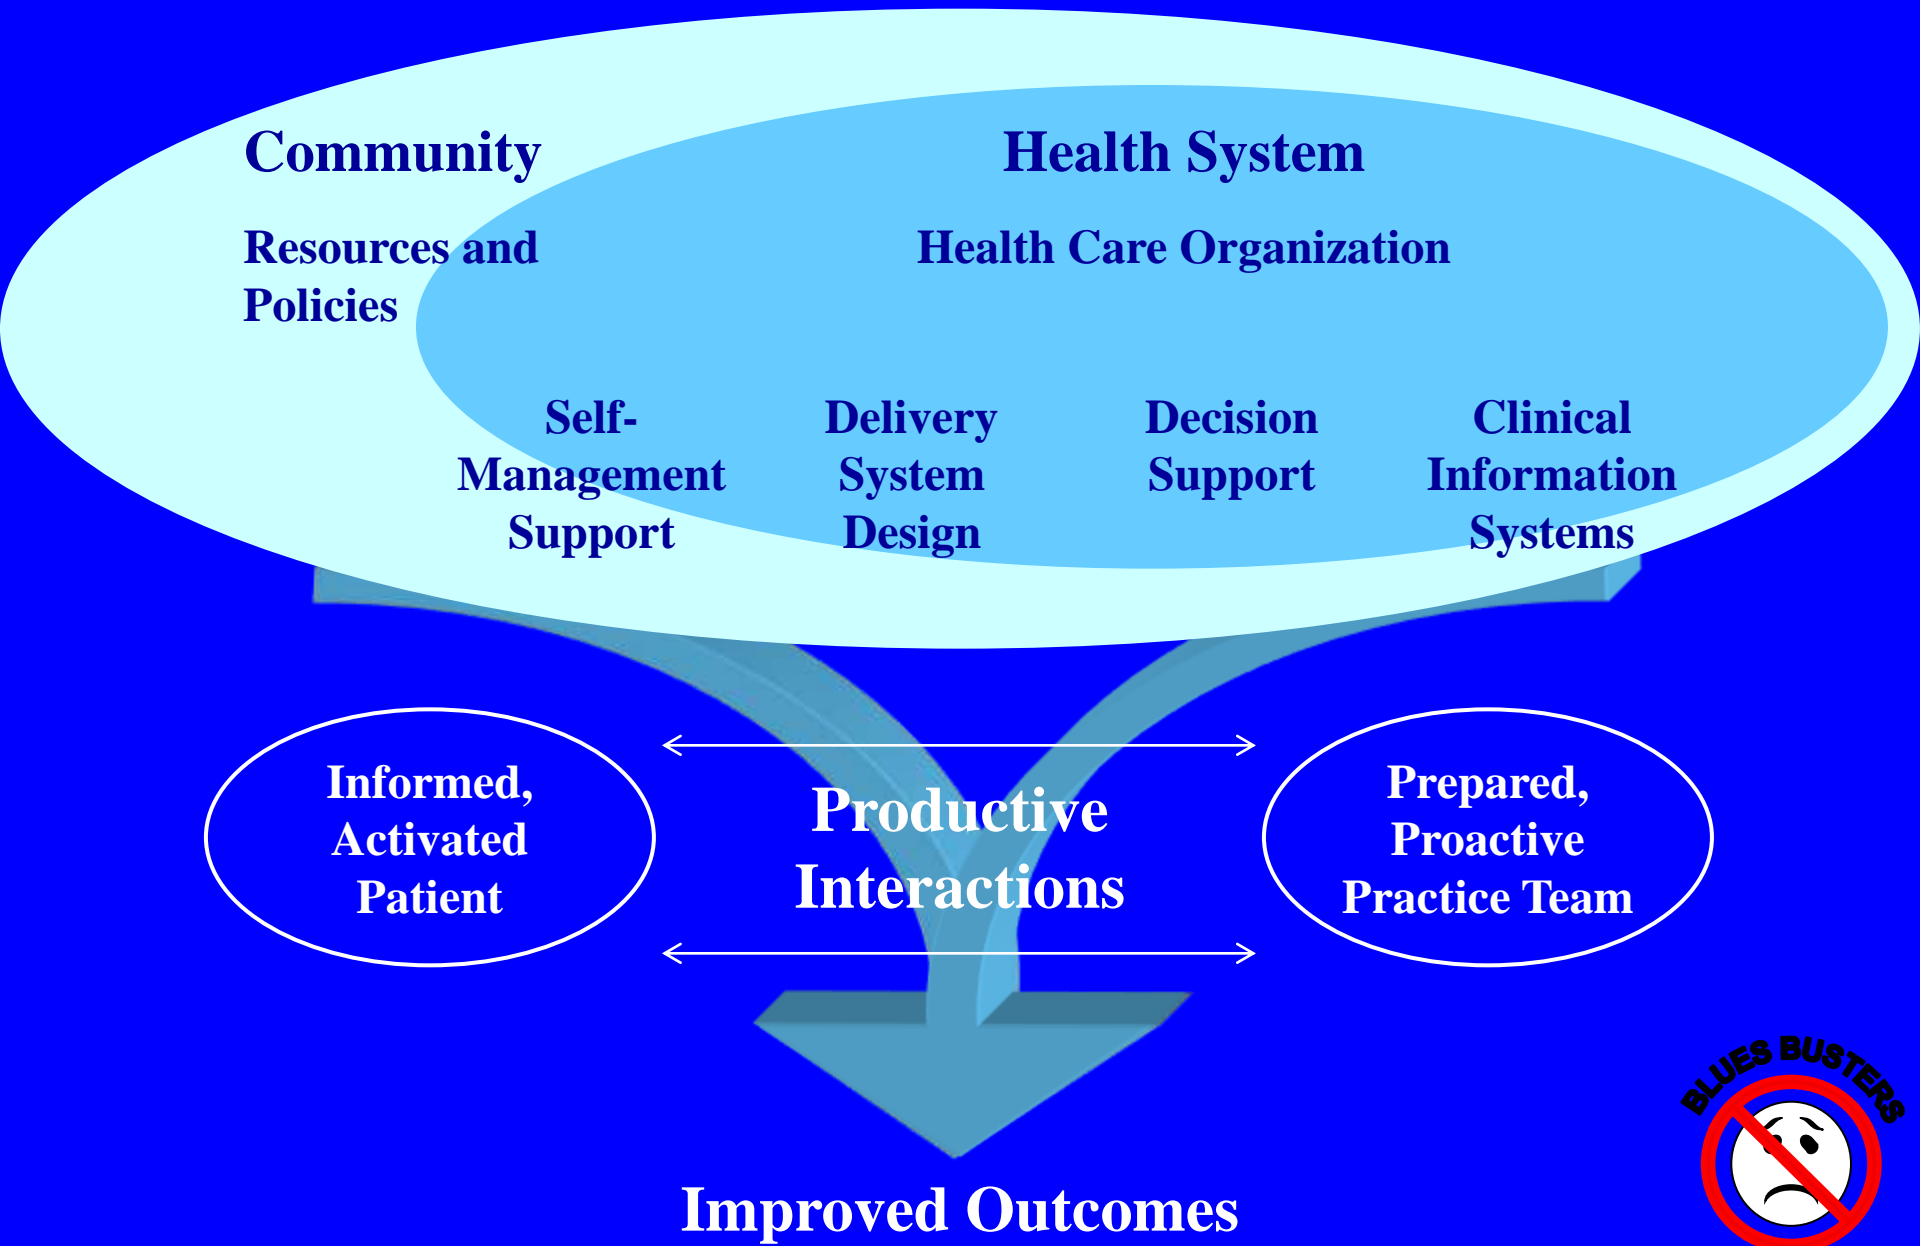 Community
Health System
Resources and
Policies
Health Care Organization
Self-
Management
Support
Delivery
System
Design
Decision
Support
Clinical
Information
Systems
Informed,
Activated
Patient
Productive
Interactions
Prepared,
Proactive
Practice Team
BLUES BUSTERS
Improved Outcomes